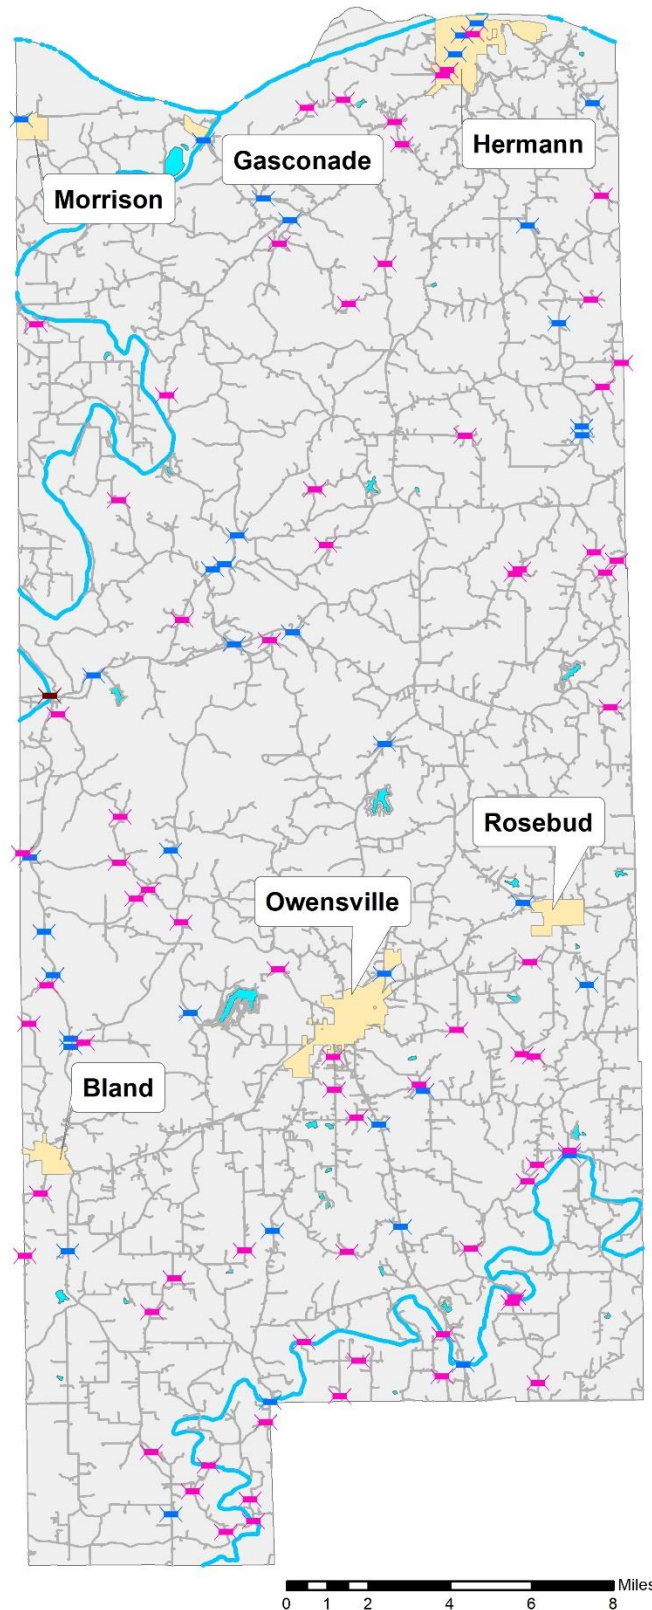 Hermann
Gasconade
Morrison
Rosebud
Owensville
Bland
Miles
0 1 2 4 6 8